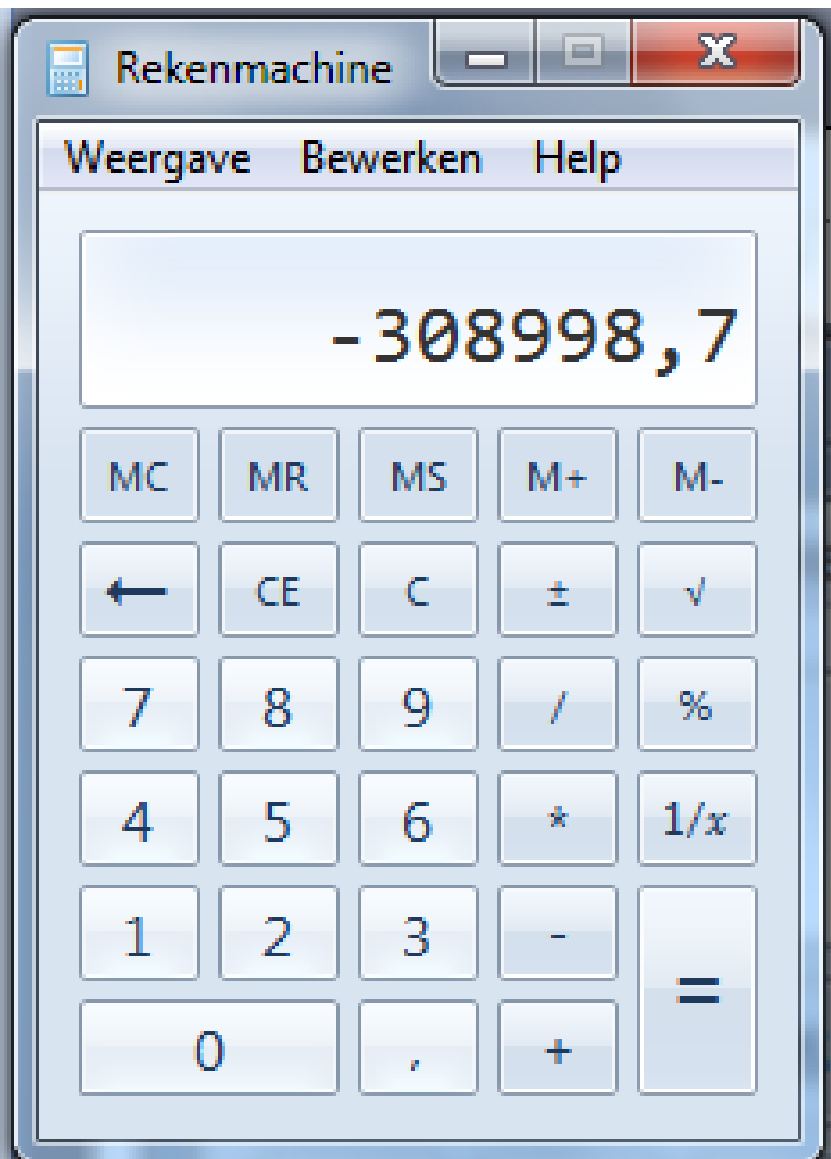 Rekenmachine
Weergave Bewerken Help
-308998,7
MC MR MS M+ M-
← CE C ± √
7 8 9 / %
4 5 6 * 1/x
1 2 3 - =
0 , +